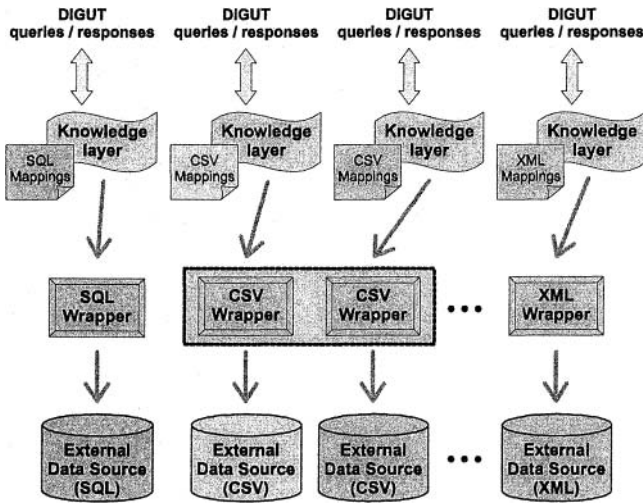 DIGUT
queries / responses
DIGUT
queries / responses
DIGUT
queries / responses
DIGUT
queries / responses
Knowledge
layer
SQL
Mappings
Knowledge
layer
CSV
Mappings
Knowledge
layer
CSV
Mappings
Knowledge
layer
XML
Mappings
SQL
Wrapper
CSV
Wrapper
CSV
Wrapper
XML
Wrapper
External
Data Source
(SQL)
External
Data Source
(CSV)
External
Data Source
(CSV)
External
Data Source
(XML)